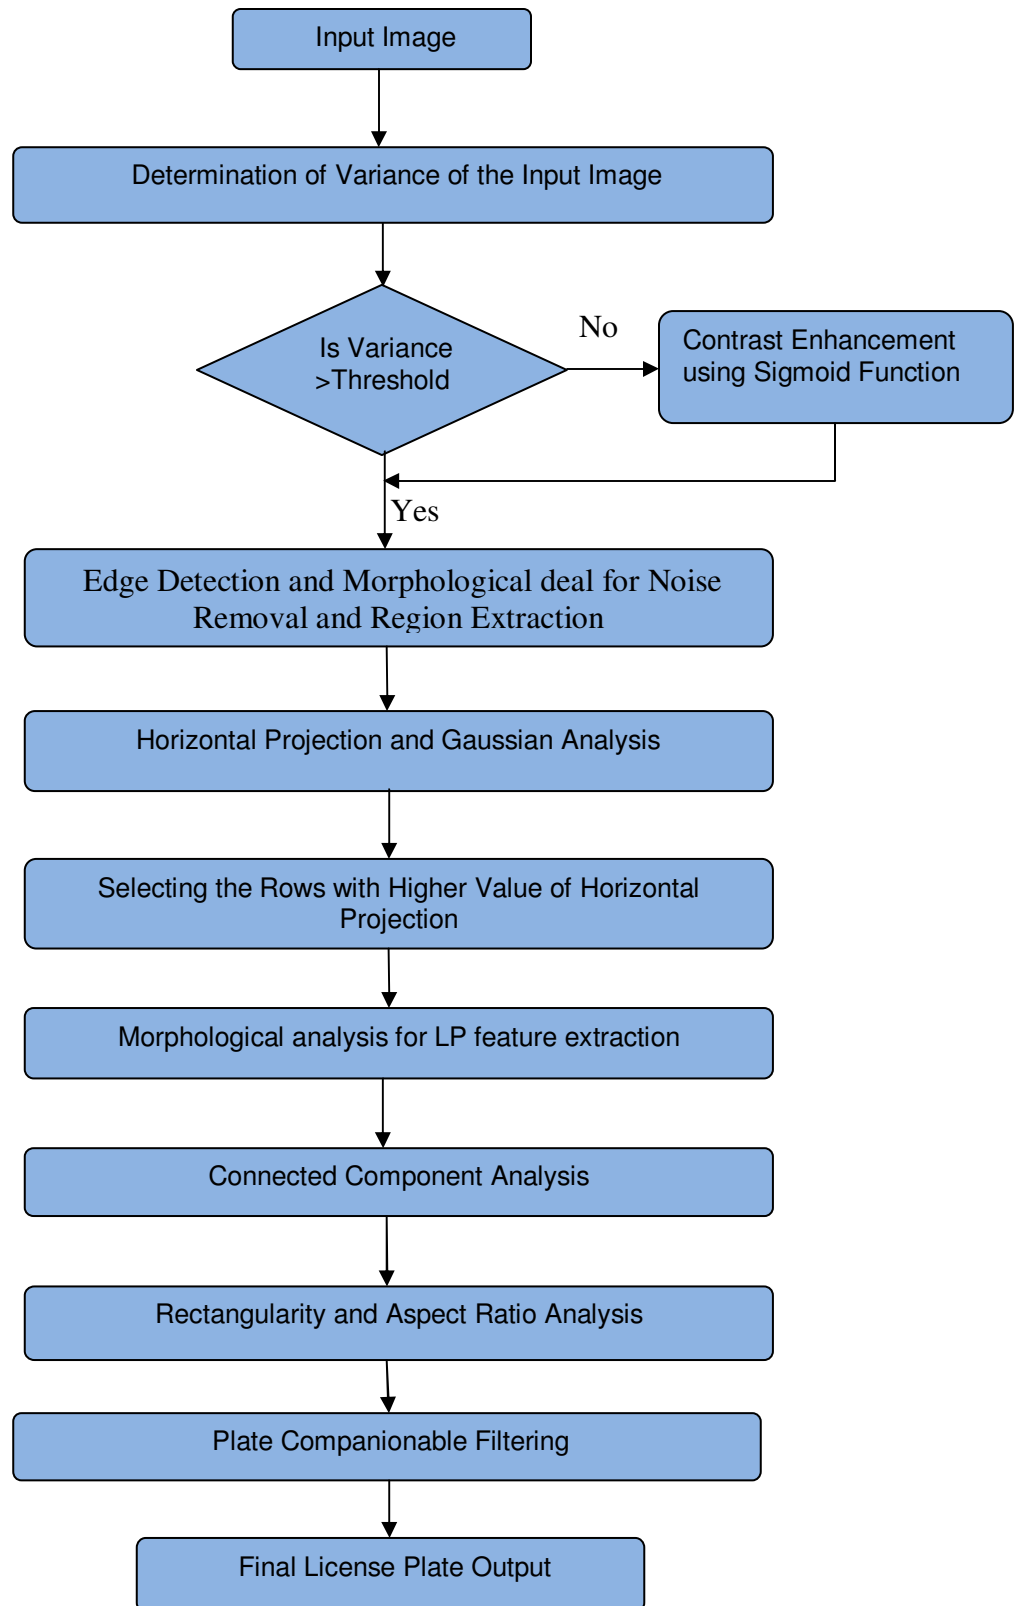 Input Image
Determination of Variance of the Input Image
Is Variance
>Threshold
No
Contrast Enhancement
using Sigmoid Function
Yes
Edge Detection and Morphological deal for Noise
Removal and Region Extraction
Horizontal Projection and Gaussian Analysis
Selecting the Rows with Higher Value of Horizontal
Projection
Morphological analysis for LP feature extraction
Connected Component Analysis
Rectangularity and Aspect Ratio Analysis
Plate Companionable Filtering
Final License Plate Output